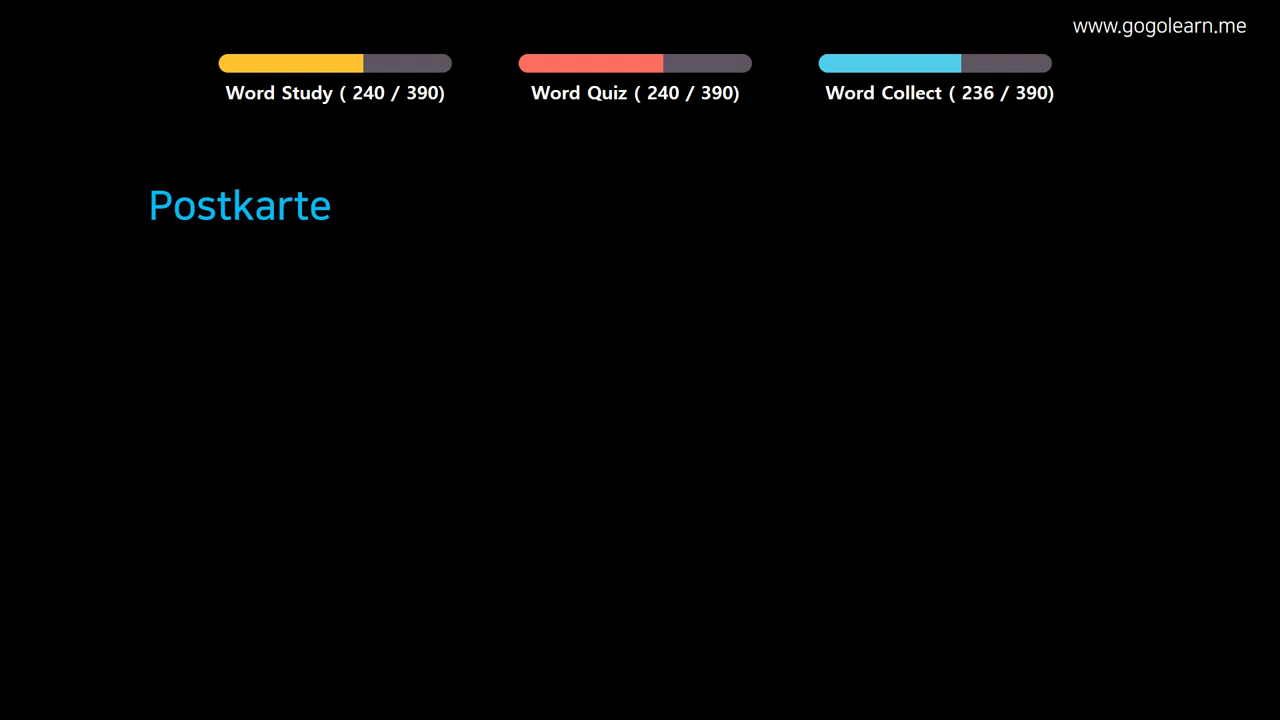 www.gogolearn.me
Word Study ( 240 / 390)
Word Quiz ( 240 / 390)
Word Collect ( 236 / 390)
Postkarte